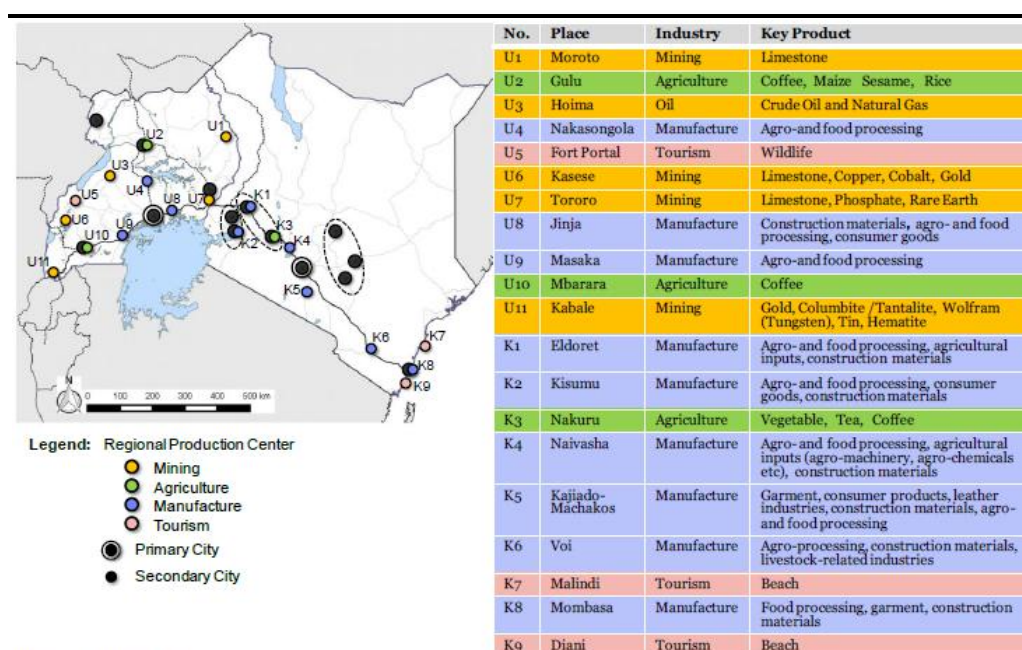 U2
U1
U3
U4
U5
U7
K1
U8
U6
U9
K3
K2
K4
U10
U11
K5
K6
K7
K8
K9
N
0 100 200 300 400 500 km
Legend: Regional Production Center
Mining
Agriculture
Manufacture
Tourism
Primary City
Secondary City
No. Place Industry Key Product
U1 Moroto Mining Limestone
U2 Gulu Agriculture Coffee, Maize Sesame, Rice
U3 Hoima Oil Crude Oil and Natural Gas
U4 Nakasongola Manufacture Agro-and food processing
U5 Fort Portal Tourism Wildlife
U6 Kasese Mining Limestone, Copper, Cobalt, Gold
U7 Tororo Mining Limestone, Phosphate, Rare Earth
U8 Jinja Manufacture Construction materials, agro- and food
processing, consumer goods
U9 Masaka Manufacture Agro-and food processing
U10 Mbarara Agriculture Coffee
U11 Kabale Mining Gold, Columbite /Tantalite, Wolfram
(Tungsten), Tin, Hematite
K1 Eldoret Manufacture Agro- and food processing, agricultural
inputs, construction materials
K2 Kisumu Manufacture Agro- and food processing, consumer
goods, construction materials
K3 Nakuru Agriculture Vegetable, Tea, Coffee
K4 Naivasha Manufacture Agro- and food processing, agricultural
inputs (agro-machinery, agro-chemicals
etc), construction materials
K5 Kajiado- Manufacture Garment, consumer products, leather
Machakos industries, construction materials, agro-
and food processing
K6 Voi Manufacture Agro-processing, construction materials,
livestock-related industries
K7 Malindi Tourism Beach
K8 Mombasa Manufacture Food processing, garment, construction
materials
K9 Diani Tourism Beach